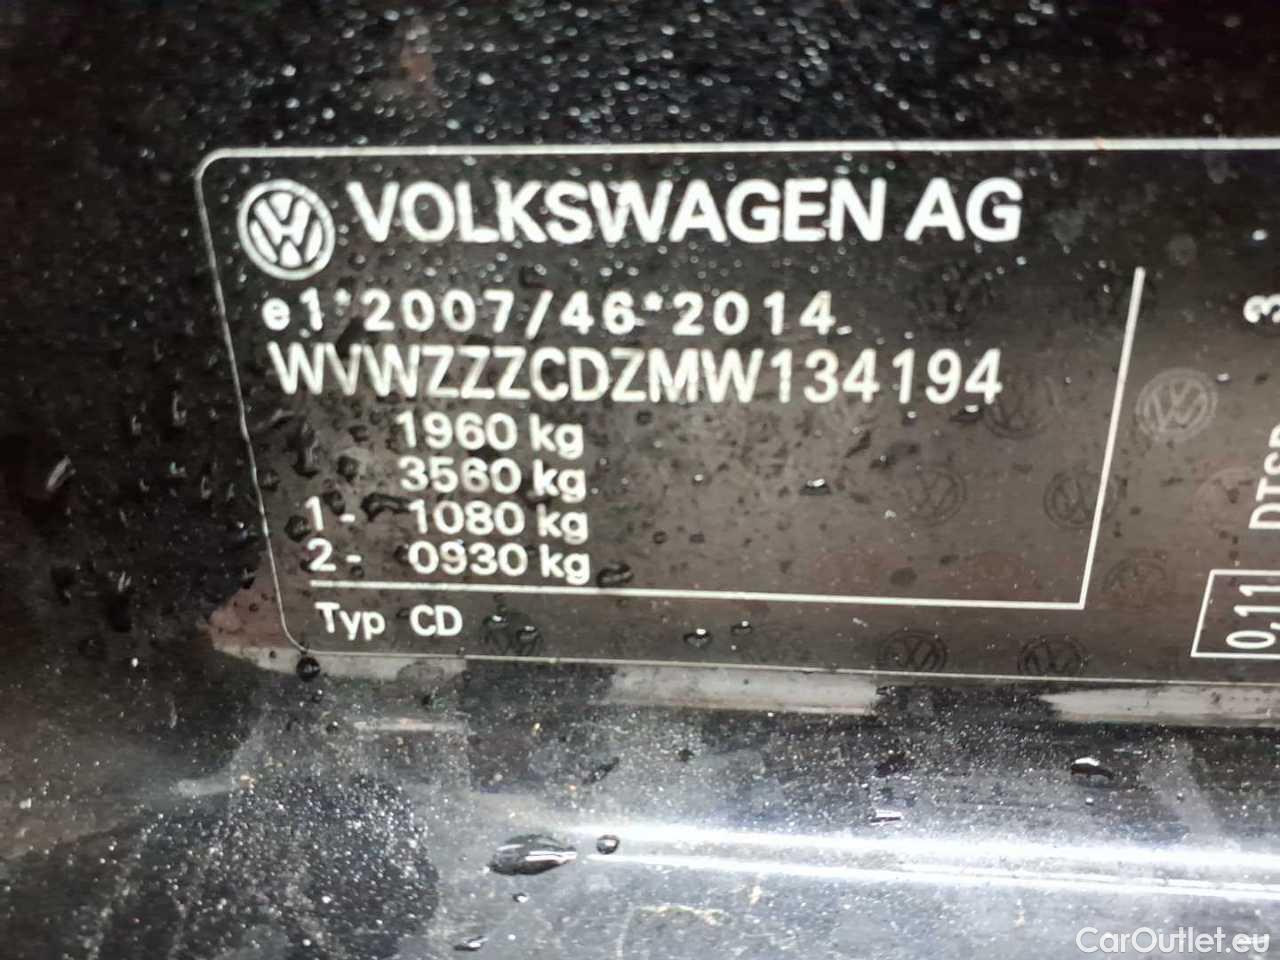 VOLKSWAGEN AG
e1*2007/46*2014
WVWZZZCDZMW134194
1960 kg
3560 kg
1- 1080 kg
2- 0930 kg
Typ CD
3
0,11
CarOutlet.eu